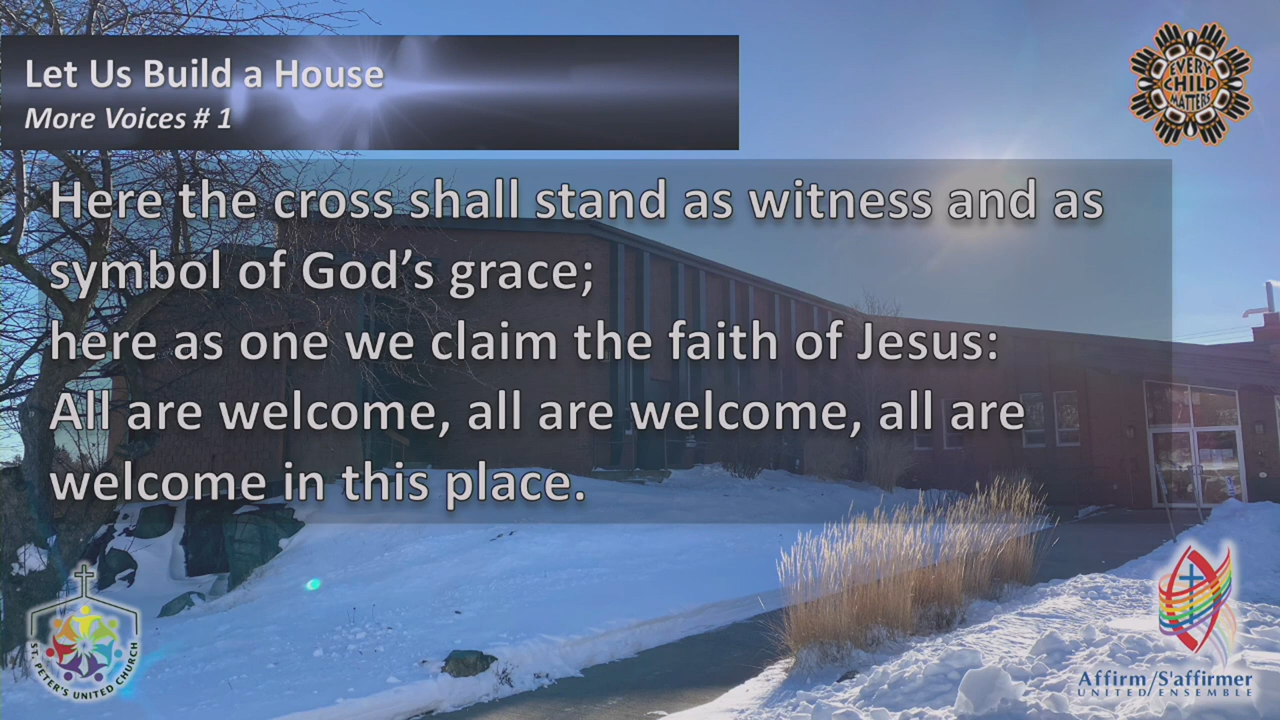 Let Us Build a House
More Voices # 1
EVERY
CHILD
MATTERS
Here the cross shall stand as witness and as
symbol of God’s grace;
here as one we claim the faith of Jesus:
All are welcome, all are welcome, all are
welcome in this place.
ST. PETER'S UNITED CHURCH
Affirm/S'affirmer
UNITED/ENSEMBLE